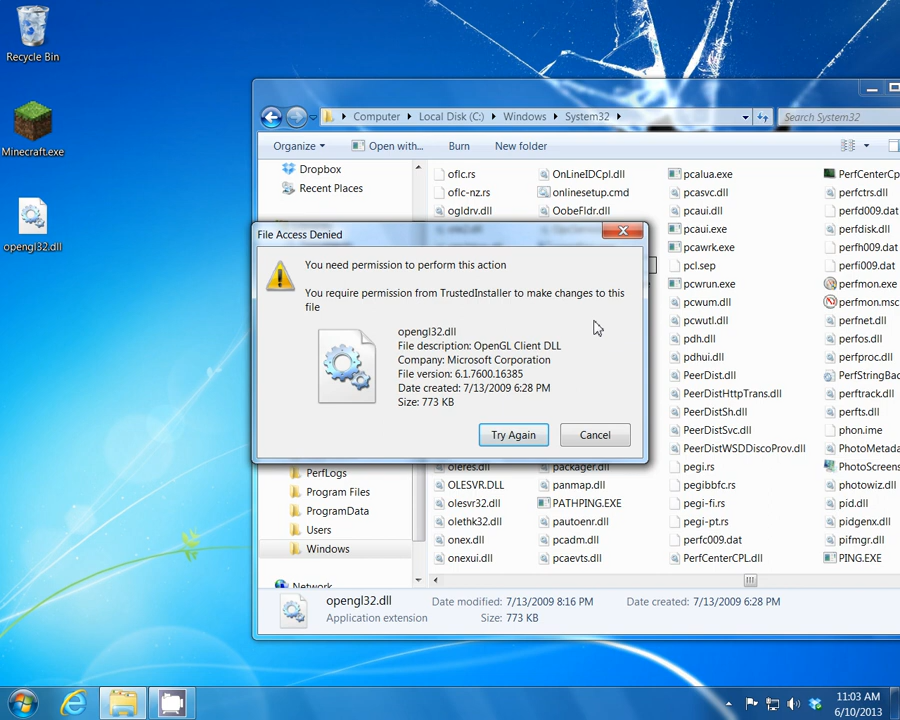 Recycle Bin
Minecraft.exe
opengl32.dll
Computer Local Disk (C:) Windows System32
Search System32
Organize Open with... Burn New folder
Dropbox
Recent Places
PerfLogs
Program Files
ProgramData
Users
Windows
Network
oflc.rs
oflc-nz.rs
ogldrv.dll
oleres.dll
OLESVR.DLL
olesvr32.dll
olethk32.dll
onex.dll
onexui.dll
OnLineIDCpl.dll
onlinesetup.cmd
OobeFldr.dll
packager.dll
panmap.dll
PATHPING.EXE
pautoenr.dll
pcadm.dll
pcaevts.dll
pcalua.exe
pcasvc.dll
pcaui.dll
pcaui.exe
pcawrk.exe
pcl.sep
pcwrun.exe
pcwum.dll
pcwutl.dll
pdh.dll
pdhui.dll
PeerDist.dll
PeerDistHttpTrans.dll
PeerDistSh.dll
PeerDistSvc.dll
PeerDistWSDDiscoProv.dll
pegi.rs
pegibbfc.rs
pegi-fi.rs
pegi-pt.rs
perfc009.dat
PerfCenterCPL.dll
PerfCenterCp
perfctrs.dll
perfd009.dat
perfdisk.dll
perfh009.dat
perfi009.dat
perfmon.exe
perfmon.msc
perfnet.dll
perfos.dll
perfproc.dll
PerfStringBac
perftrack.dll
perfts.dll
phon.ime
PhotoMetada
PhotoScreens
photowiz.dll
pid.dll
pidgenx.dll
pifmgr.dll
PING.EXE
File Access Denied
You need permission to perform this action
You require permission from TrustedInstaller to make changes to this
file
opengl32.dll
File description: OpenGL Client DLL
Company: Microsoft Corporation
File version: 6.1.7600.16385
Date created: 7/13/2009 6:28 PM
Size: 773 KB
Try Again Cancel
opengl32.dll Date modified: 7/13/2009 8:16 PM Date created: 7/13/2009 6:28 PM
Application extension Size: 773 KB
11:03 AM
6/10/2013